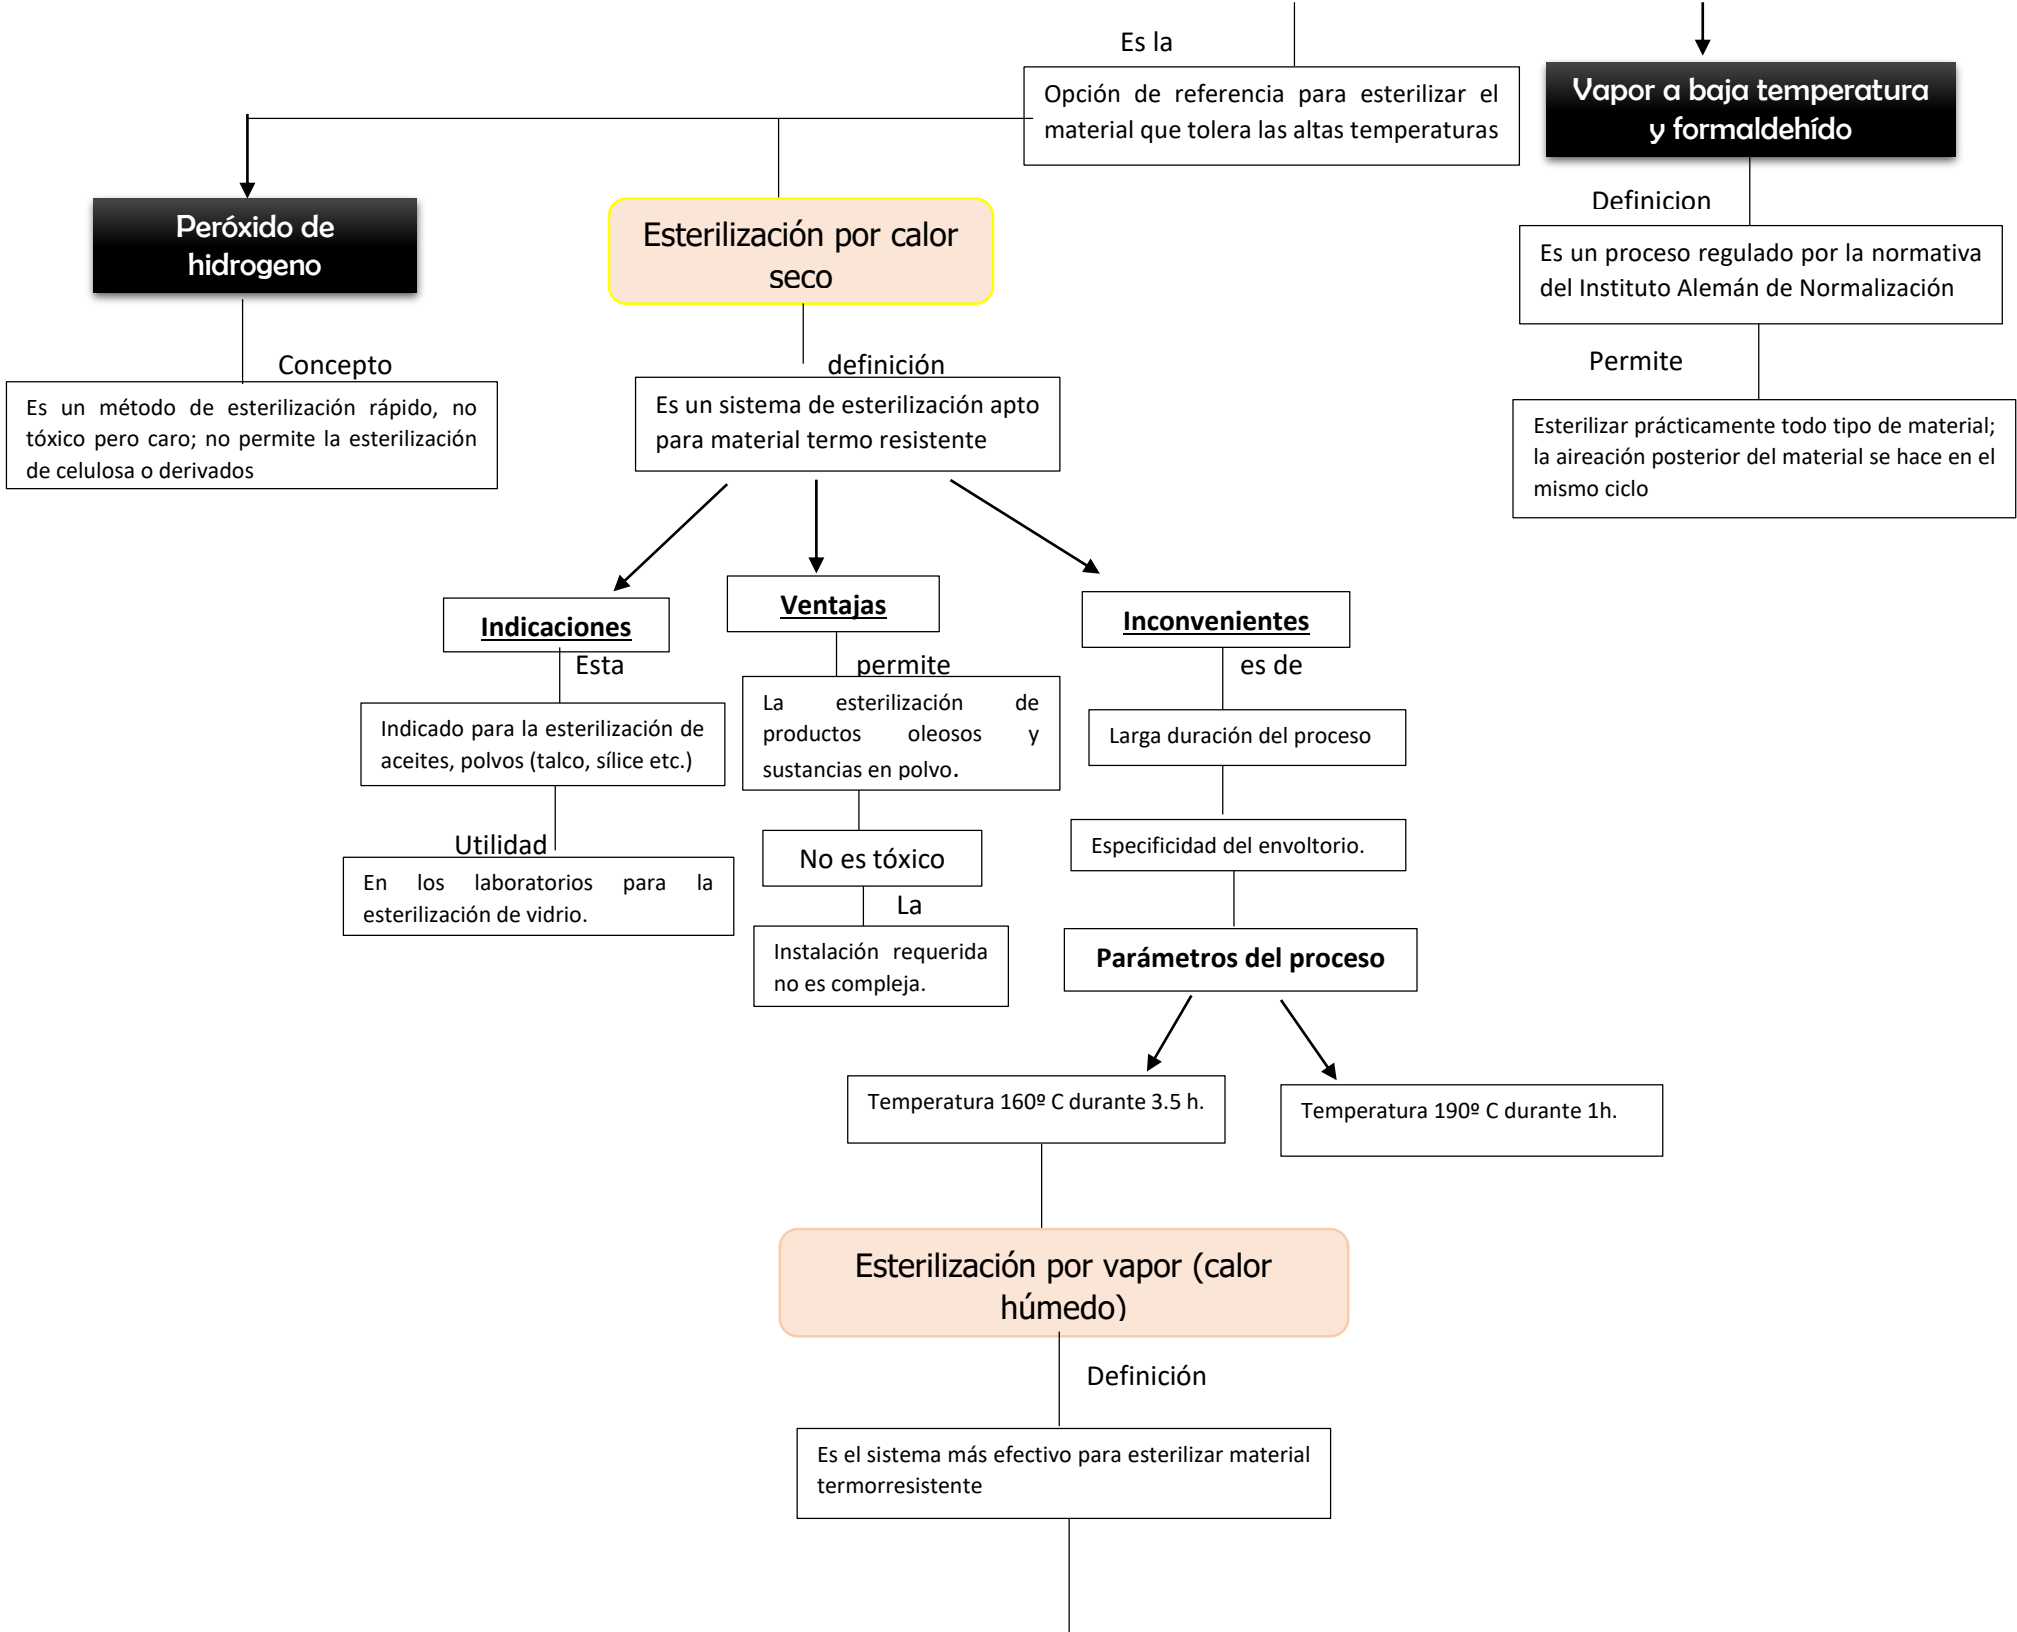 Es la
Opción de referencia para esterilizar el
material que tolera las altas temperaturas
Vapor a baja temperatura
y formaldehído
Definicion
Es un proceso regulado por la normativa
del Instituto Alemán de Normalización
Permite
Esterilizar prácticamente todo tipo de material;
la aireación posterior del material se hace en el
mismo ciclo
Peróxido de
hidrogeno
Concepto
Es un método de esterilización rápido, no
tóxico pero caro; no permite la esterilización
de celulosa o derivados
Esterilización por calor
seco
definición
Es un sistema de esterilización apto
para material termo resistente
Indicaciones
Esta
Indicado para la esterilización de
aceites, polvos (talco, sílice etc.)
Utilidad
En los laboratorios para la
esterilización de vidrio.
Ventajas
permite
La esterilización de
productos oleosos y
sustancias en polvo.
No es tóxico
La
Instalación requerida
no es compleja.
Inconvenientes
es de
Larga duración del proceso
Especificidad del envoltorio.
Parámetros del proceso
Temperatura 160º C durante 3.5 h.
Temperatura 190º C durante 1h.
Esterilización por vapor (calor
húmedo)
Definición
Es el sistema más efectivo para esterilizar material
termorresistente